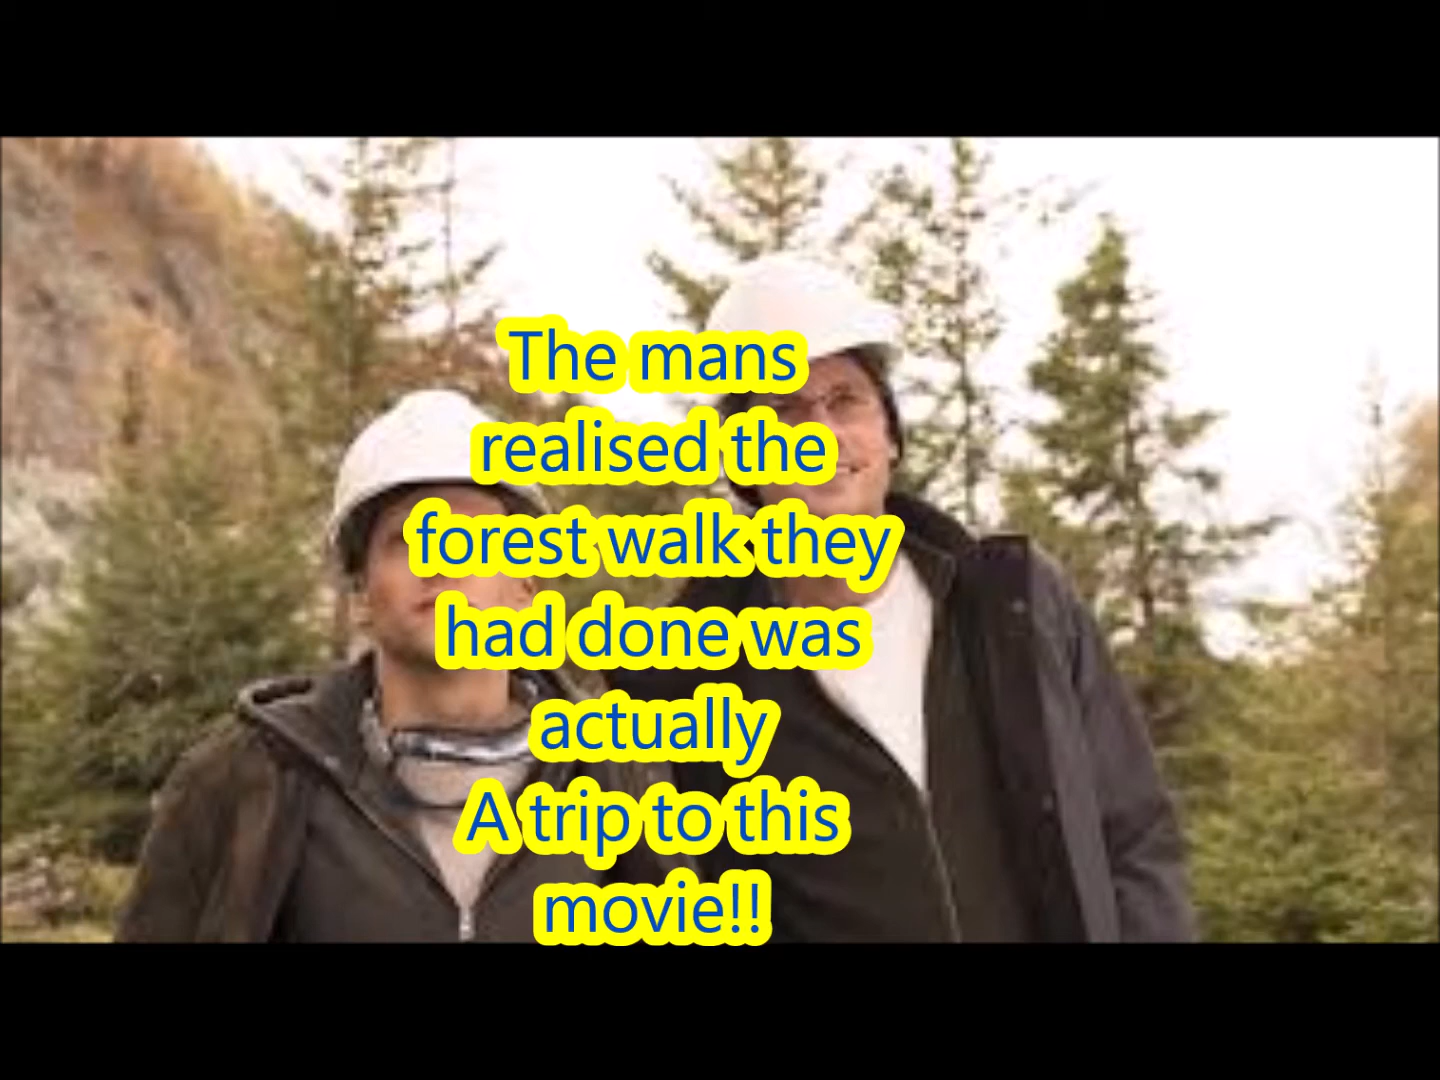 The mans
realised the
forest walk they
had done was
actually
A trip to this
movie!!